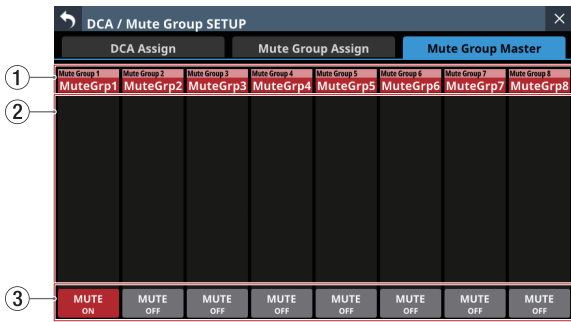 DCA / Mute Group SETUP
DCA Assign Mute Group Assign Mute Group Master
1 Mute Group 1 Mute Group 2 Mute Group 3 Mute Group 4 Mute Group 5 Mute Group 6 Mute Group 7 Mute Group 8
MuteGrp1 MuteGrp2 MuteGrp3 MuteGrp4 MuteGrp5 MuteGrp6 MuteGrp7 MuteGrp8
2
3 MUTE MUTE MUTE MUTE MUTE MUTE MUTE MUTE
ON OFF OFF OFF OFF OFF OFF OFF